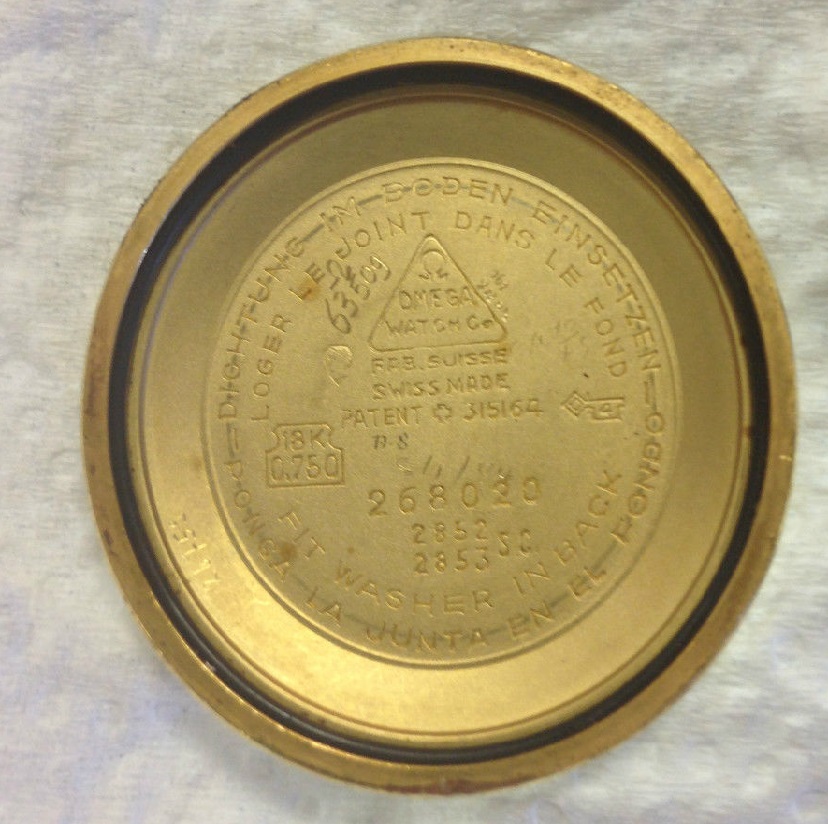 DICHTUNG IM BODEN EINSETZEN
PONGA LA JUNTA EN EL FONDO
LOGER LE JOINT DANS LE FOND
FIT WASHER IN BACK
Ω
OMEGA
WATCH Co
FAB. SUISSE
SWISS MADE
PATENT ✚ 315164
18K
0.750
2852
2853 SC
63509